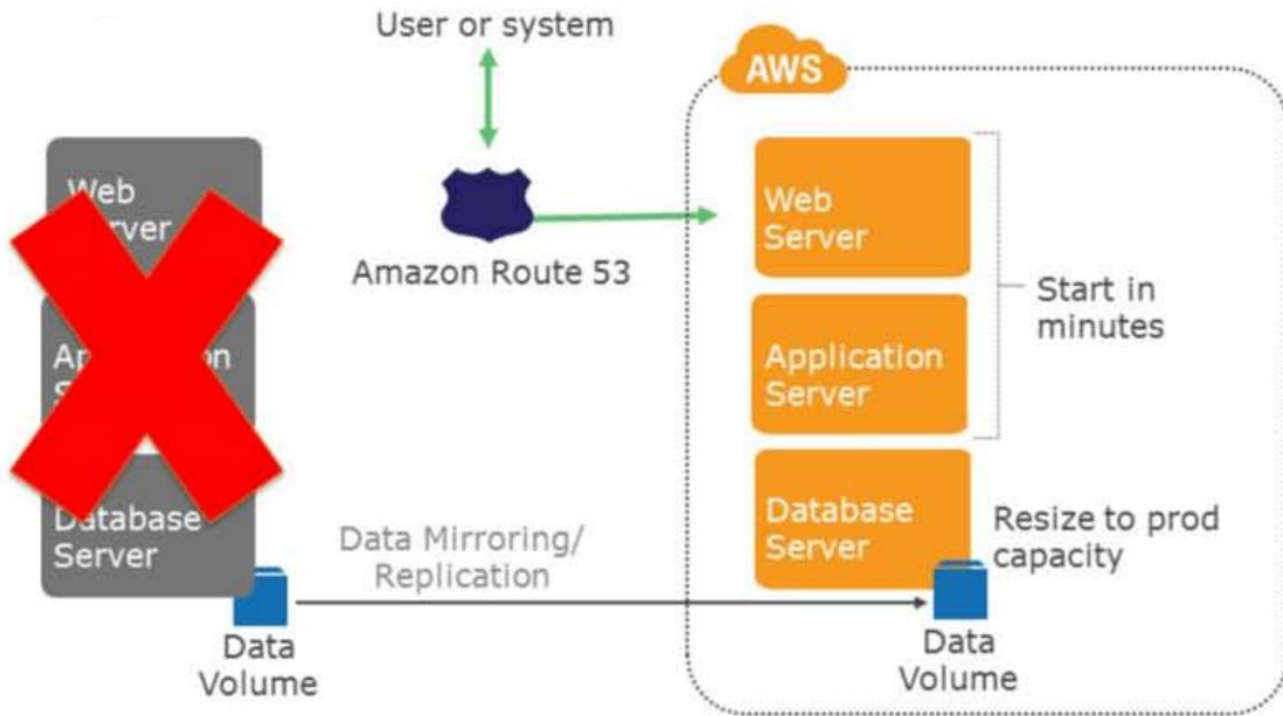 User or system
AWS
Web
Amazon Route 53
Web
Server
Start in
minutes
Application
Server
Database
Server
Data Mirroring/
Replication
Database
Server
Resize to prod
capacity
Data
Volume
Data
Volume